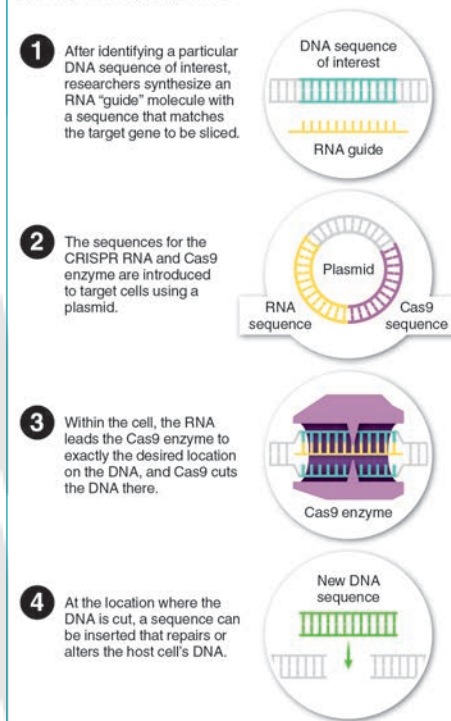 1
After identifying a particular
DNA sequence of interest,
researchers synthesize an
RNA “guide” molecule with
a sequence that matches
the target gene to be sliced.
DNA sequence
of interest
RNA guide
2
The sequences for the
CRISPR RNA and Cas9
enzyme are introduced
to target cells using a
plasmid.
Plasmid
RNA
sequence
Cas9
sequence
3
Within the cell, the RNA
leads the Cas9 enzyme to
exactly the desired location
on the DNA, and Cas9 cuts
the DNA there.
Cas9 enzyme
4
At the location where the
DNA is cut, a sequence can
be inserted that repairs or
alters the host cell’s DNA.
New DNA
sequence